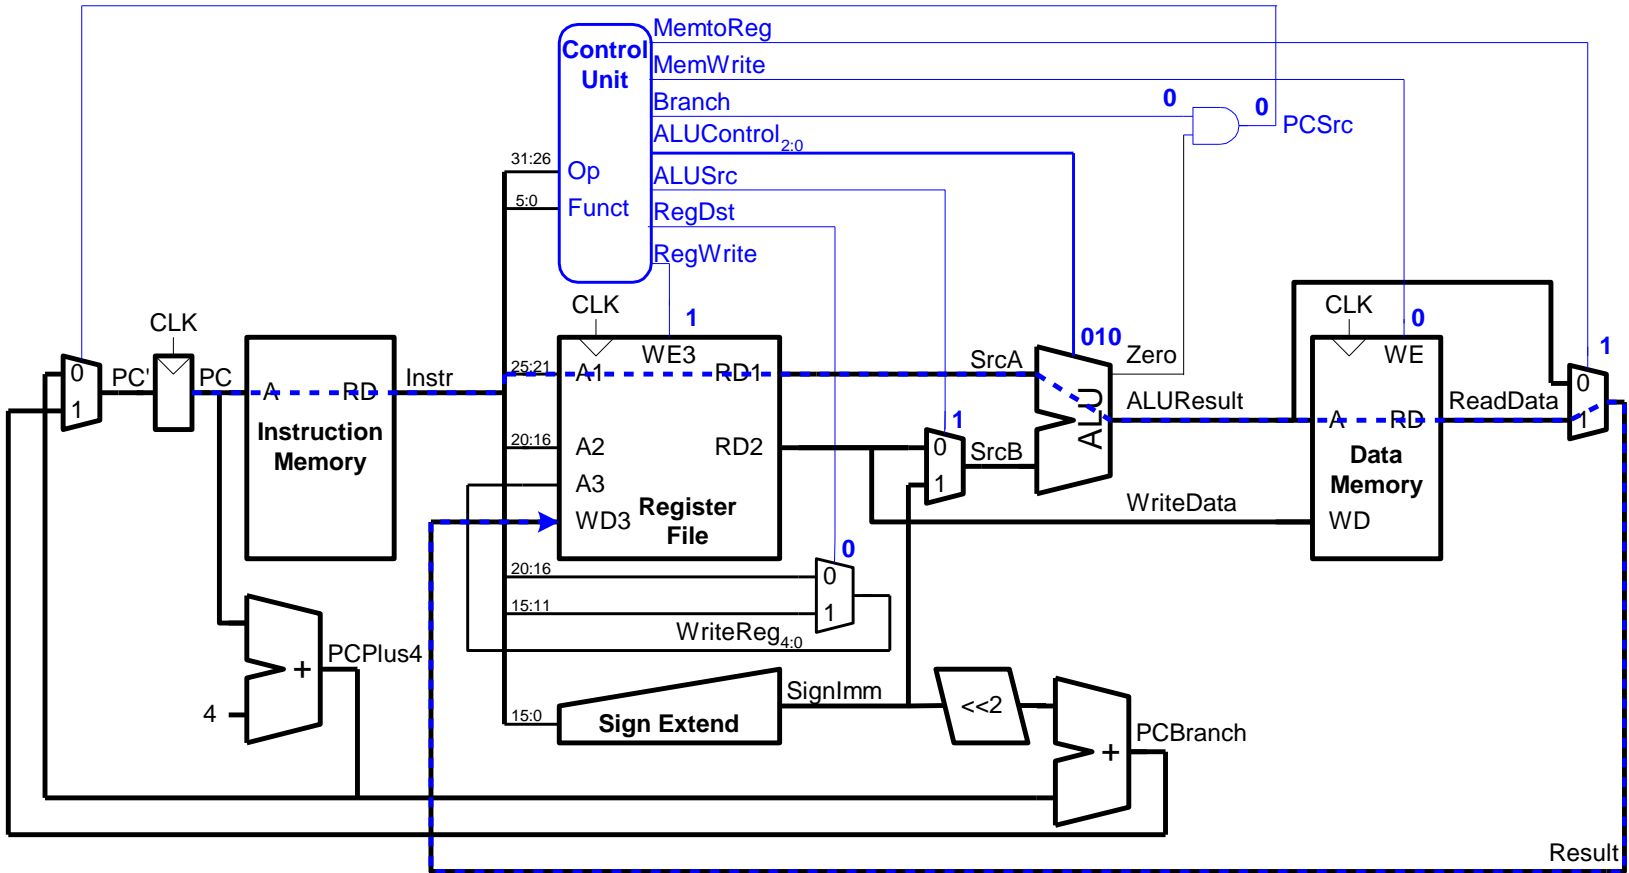 MemtoReg
Control
Unit
MemWrite
Branch
0
0
PCSrc
ALUControl2:0
31:26
Op
ALUSrc
5:0
Funct
RegDst
RegWrite
CLK
CLK
CLK
1
010
0
1
WE3
Zero
WE
0
1
PC'
PC
A
RD
Instr
25:21
A1
RD1
SrcA
ALU
ALUResult
A
RD
ReadData
0
1
Instruction
Memory
20:16
A2
RD2
1
0
1
SrcB
Data
Memory
A3
WD3
Register
File
WriteData
WD
0
20:16
0
15:11
1
WriteReg4:0
PCPlus4
+
4
SignImm
15:0
Sign Extend
<<2
+
PCBranch
Result